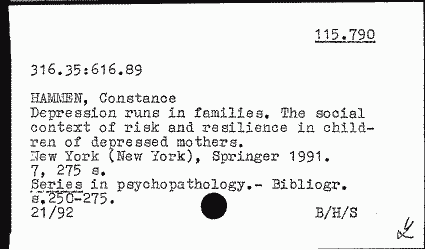 115.790
316.35:616.89
HAMMEN, Constance
Depression runs in families. The social
context of risk and resilience in child-
ren of depressed mothers.
New York (New York), Springer 1991.
7, 275 s.
Series in psychopathology.- Bibliogr.
s.250-275.
21/92 B/H/S